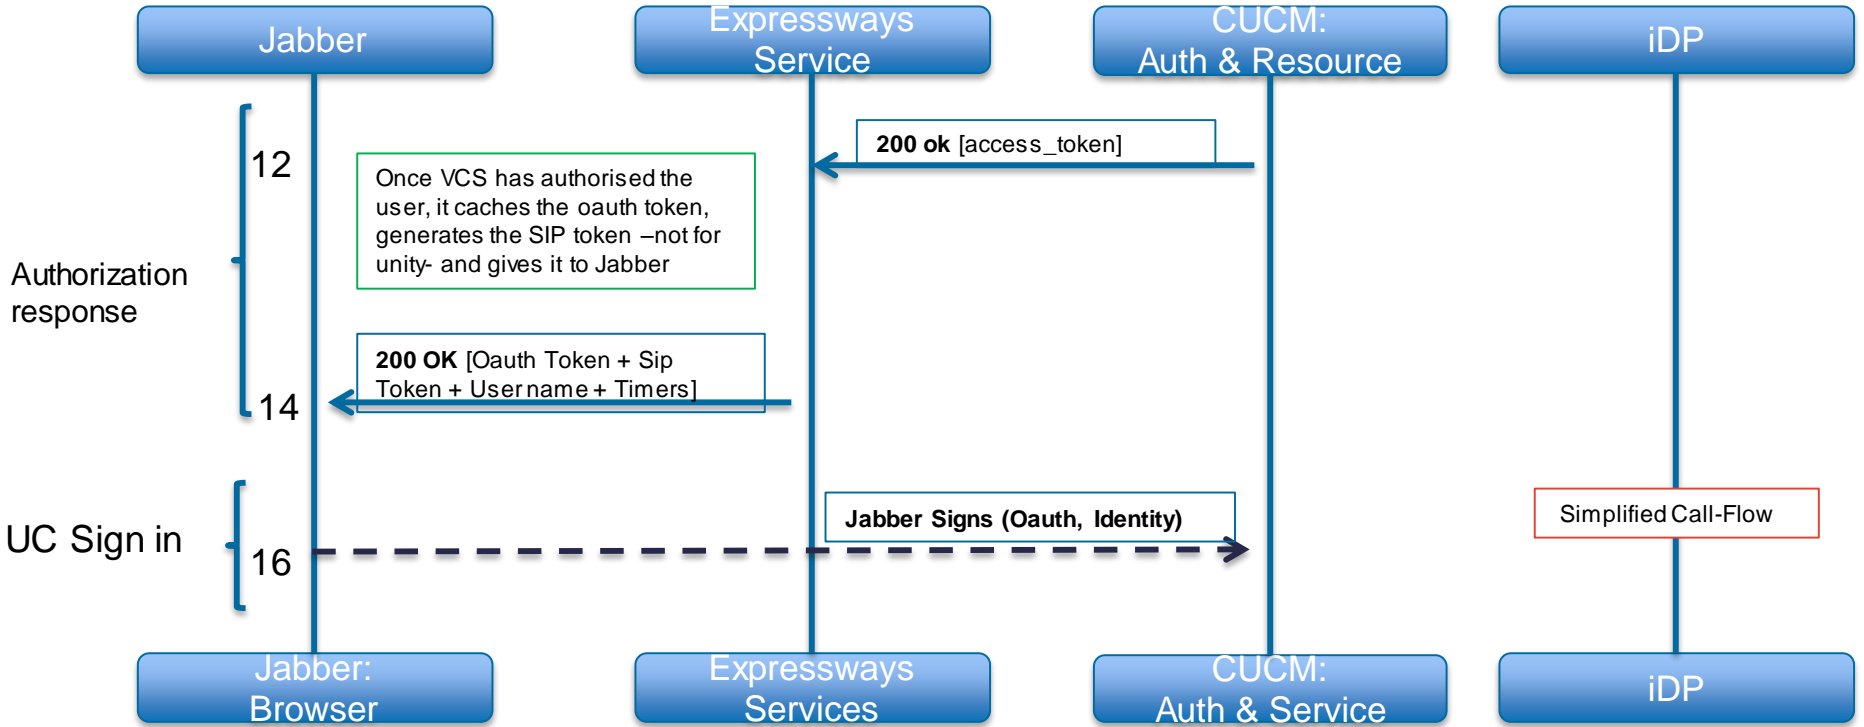 Jabber
Expressways
Service
CUCM:
Auth & Resource
iDP
12
200 ok [access_token]
Once VCS has authorised the
user, it caches the oauth token,
generates the SIP token –not for
unity- and gives it to Jabber
Authorization
response
200 OK [Oauth Token + Sip
Token + Username + Timers]
14
Jabber Signs (Oauth, Identity)
Simplified Call-Flow
UC Sign in
16
Jabber:
Browser
Expressways
Services
CUCM:
Auth & Service
iDP